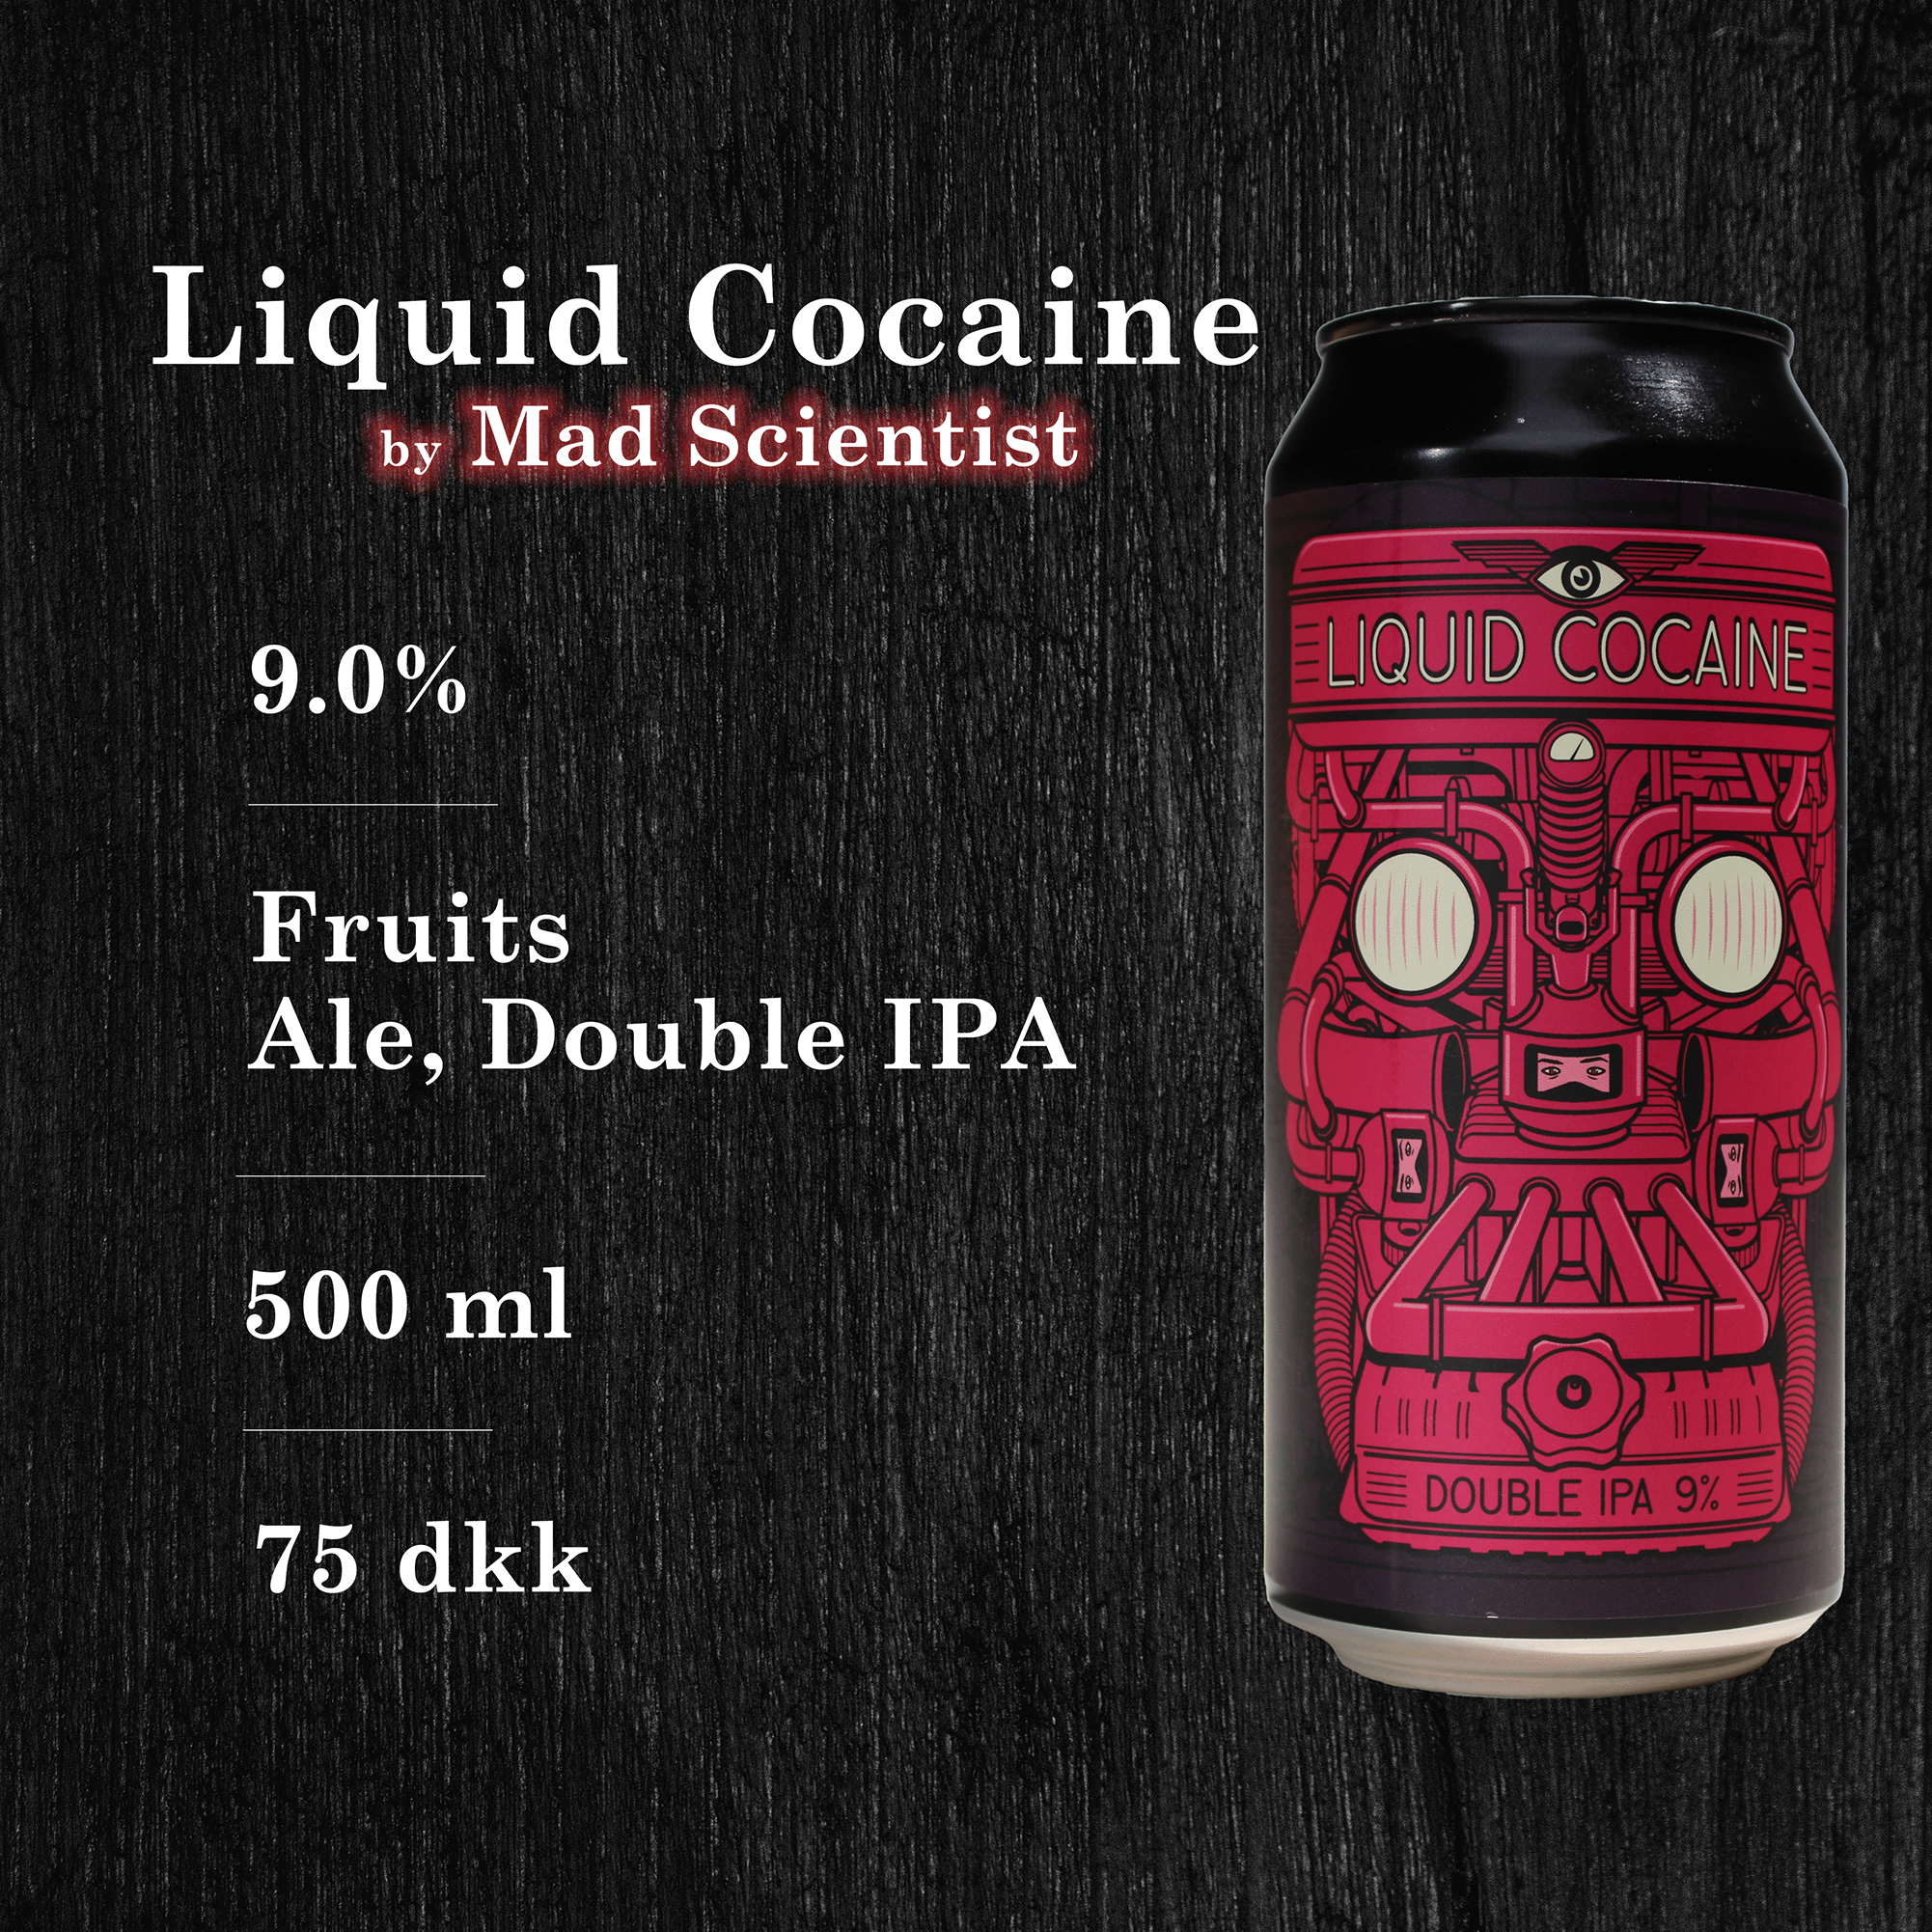 Liquid Cocaine
by Mad Scientist
9.0%
Fruits
Ale, Double IPA
500 ml
75 dkk
LIQUID COCAINE
DOUBLE IPA 9%